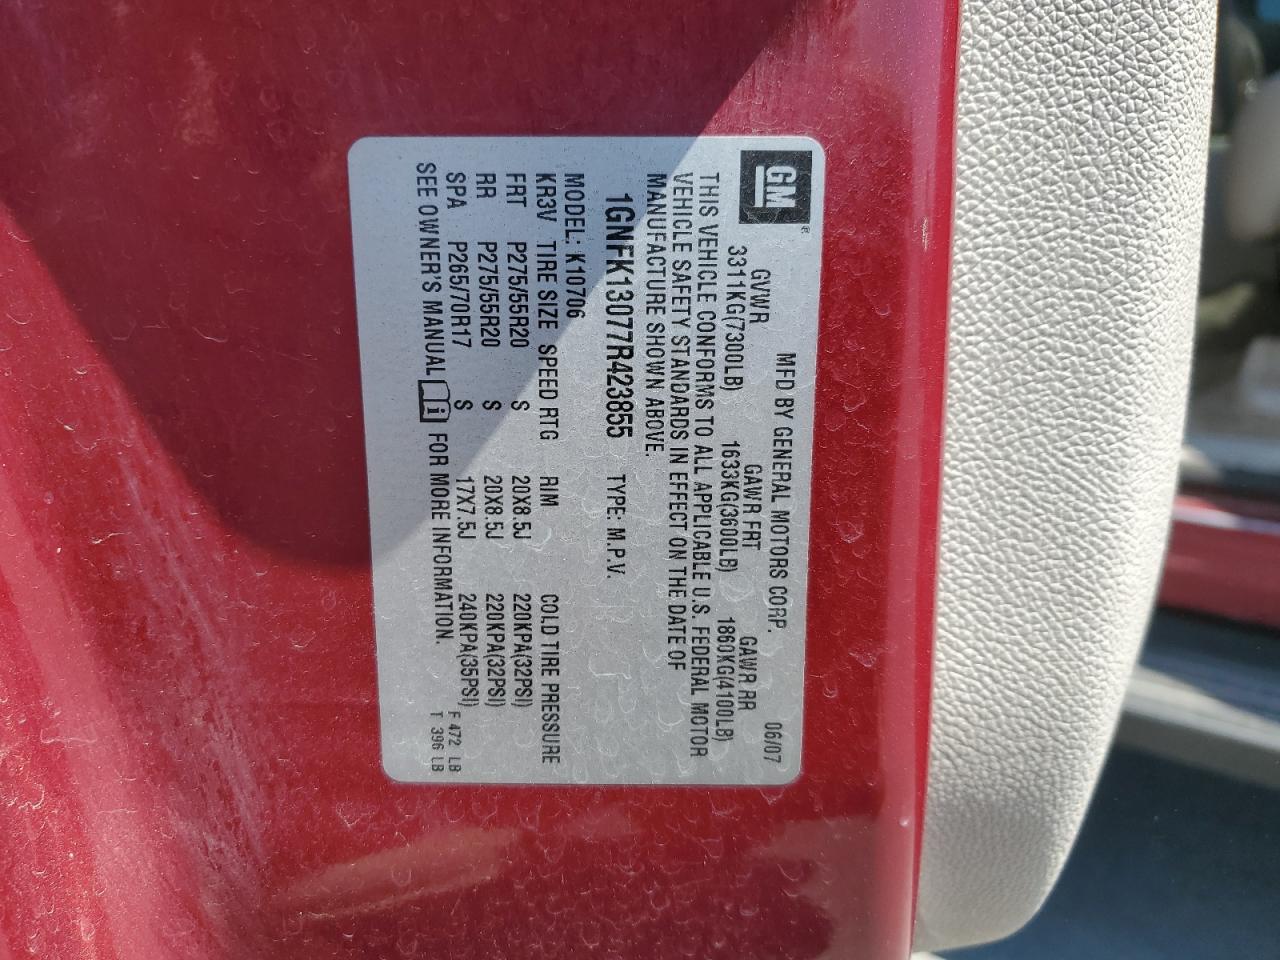 GM ®
MFD BY GENERAL MOTORS CORP. 06/07
GVWR GAWR FRT GAWR RR
3311KG(7300LB) 1633KG(3600LB) 1860KG(4100LB)
THIS VEHICLE CONFORMS TO ALL APPLICABLE U.S. FEDERAL MOTOR
VEHICLE SAFETY STANDARDS IN EFFECT ON THE DATE OF
MANUFACTURE SHOWN ABOVE.
1GNFK13077R423855 TYPE: M.P.V.
MODEL: K10706
KR3V TIRE SIZE SPEED RTG RIM COLD TIRE PRESSURE
FRT P275/55R20 S 20X8.5J 220KPA(32PSI)
RR P275/55R20 S 20X8.5J 220KPA(32PSI)
SPA P265/70R17 S 17X7.5J 240KPA(35PSI) F 472 LB
SEE OWNER'S MANUAL i FOR MORE INFORMATION. T 396 LB